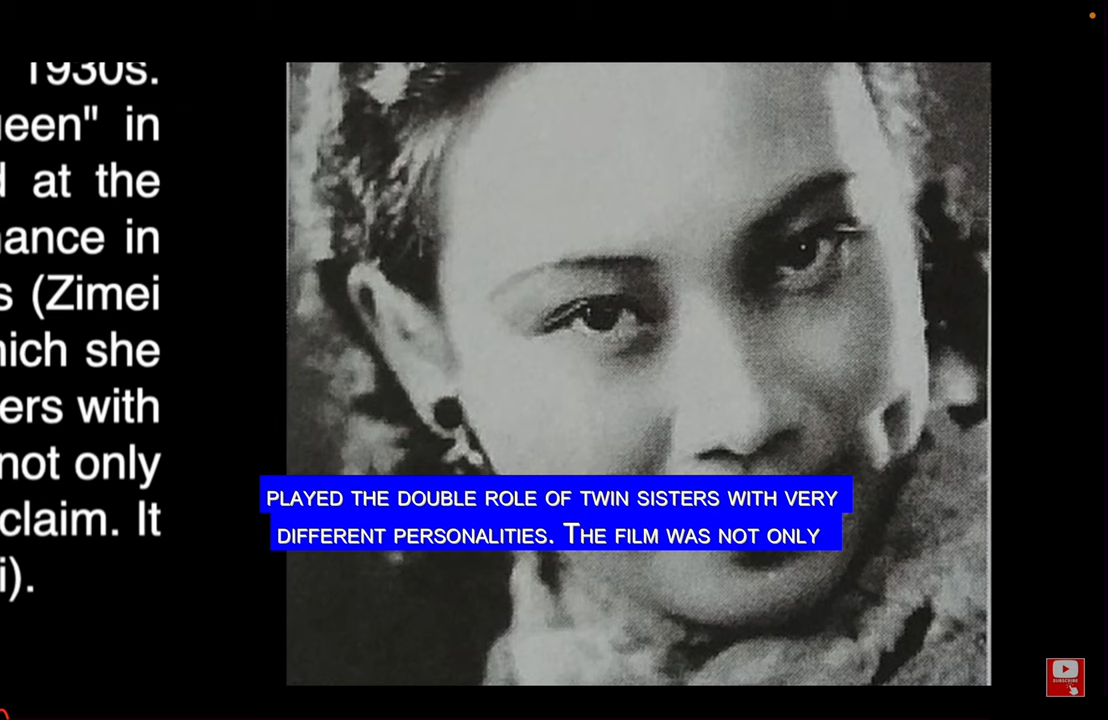 1930s.
ueen" in
d at the
nance in
s (Zimei
hich she
ers with
not only
claim. It
i).
PLAYED THE DOUBLE ROLE OF TWIN SISTERS WITH VERY
DIFFERENT PERSONALITIES. THE FILM WAS NOT ONLY
SUBSCRIBE